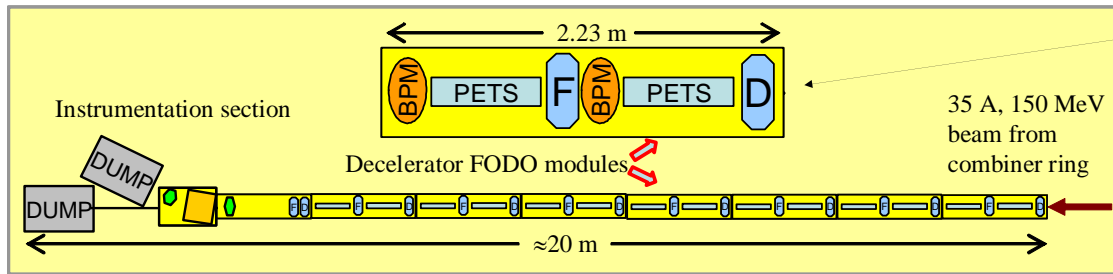 2.23 m
BPM PETS F BPM PETS D
Instrumentation section
35 A, 150 MeV
beam from
combiner ring
Decelerator FODO modules
DUMP
DUMP
F D F D F D F D F D F D F D F D
≈20 m